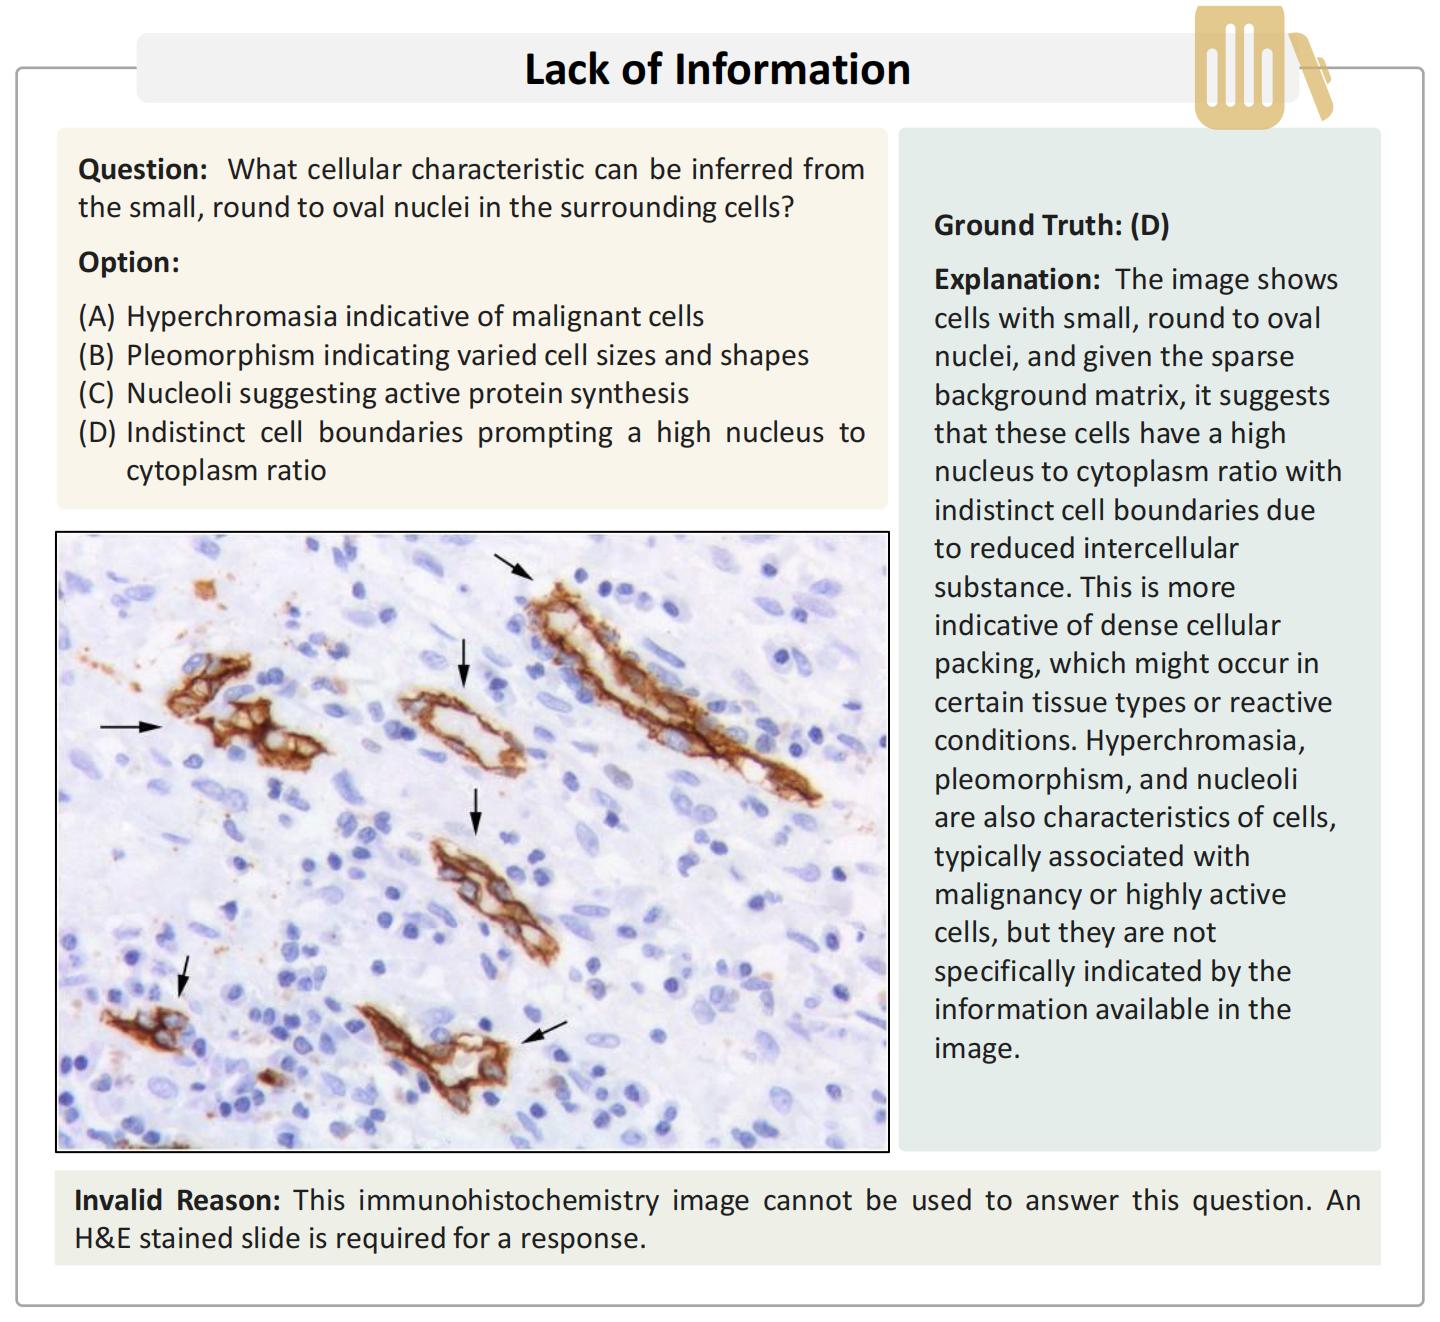 Lack of Information
Question: What cellular characteristic can be inferred from
the small, round to oval nuclei in the surrounding cells?
Option:
(A) Hyperchromasia indicative of malignant cells
(B) Pleomorphism indicating varied cell sizes and shapes
(C) Nucleoli suggesting active protein synthesis
(D) Indistinct cell boundaries prompting a high nucleus to
cytoplasm ratio
Ground Truth: (D)
Explanation: The image shows
cells with small, round to oval
nuclei, and given the sparse
background matrix, it suggests
that these cells have a high
nucleus to cytoplasm ratio with
indistinct cell boundaries due
to reduced intercellular
substance. This is more
indicative of dense cellular
packing, which might occur in
certain tissue types or reactive
conditions. Hyperchromasia,
pleomorphism, and nucleoli
are also characteristics of cells,
typically associated with
malignancy or highly active
cells, but they are not
specifically indicated by the
information available in the
image.
Invalid Reason: This immunohistochemistry image cannot be used to answer this question. An
H&E stained slide is required for a response.